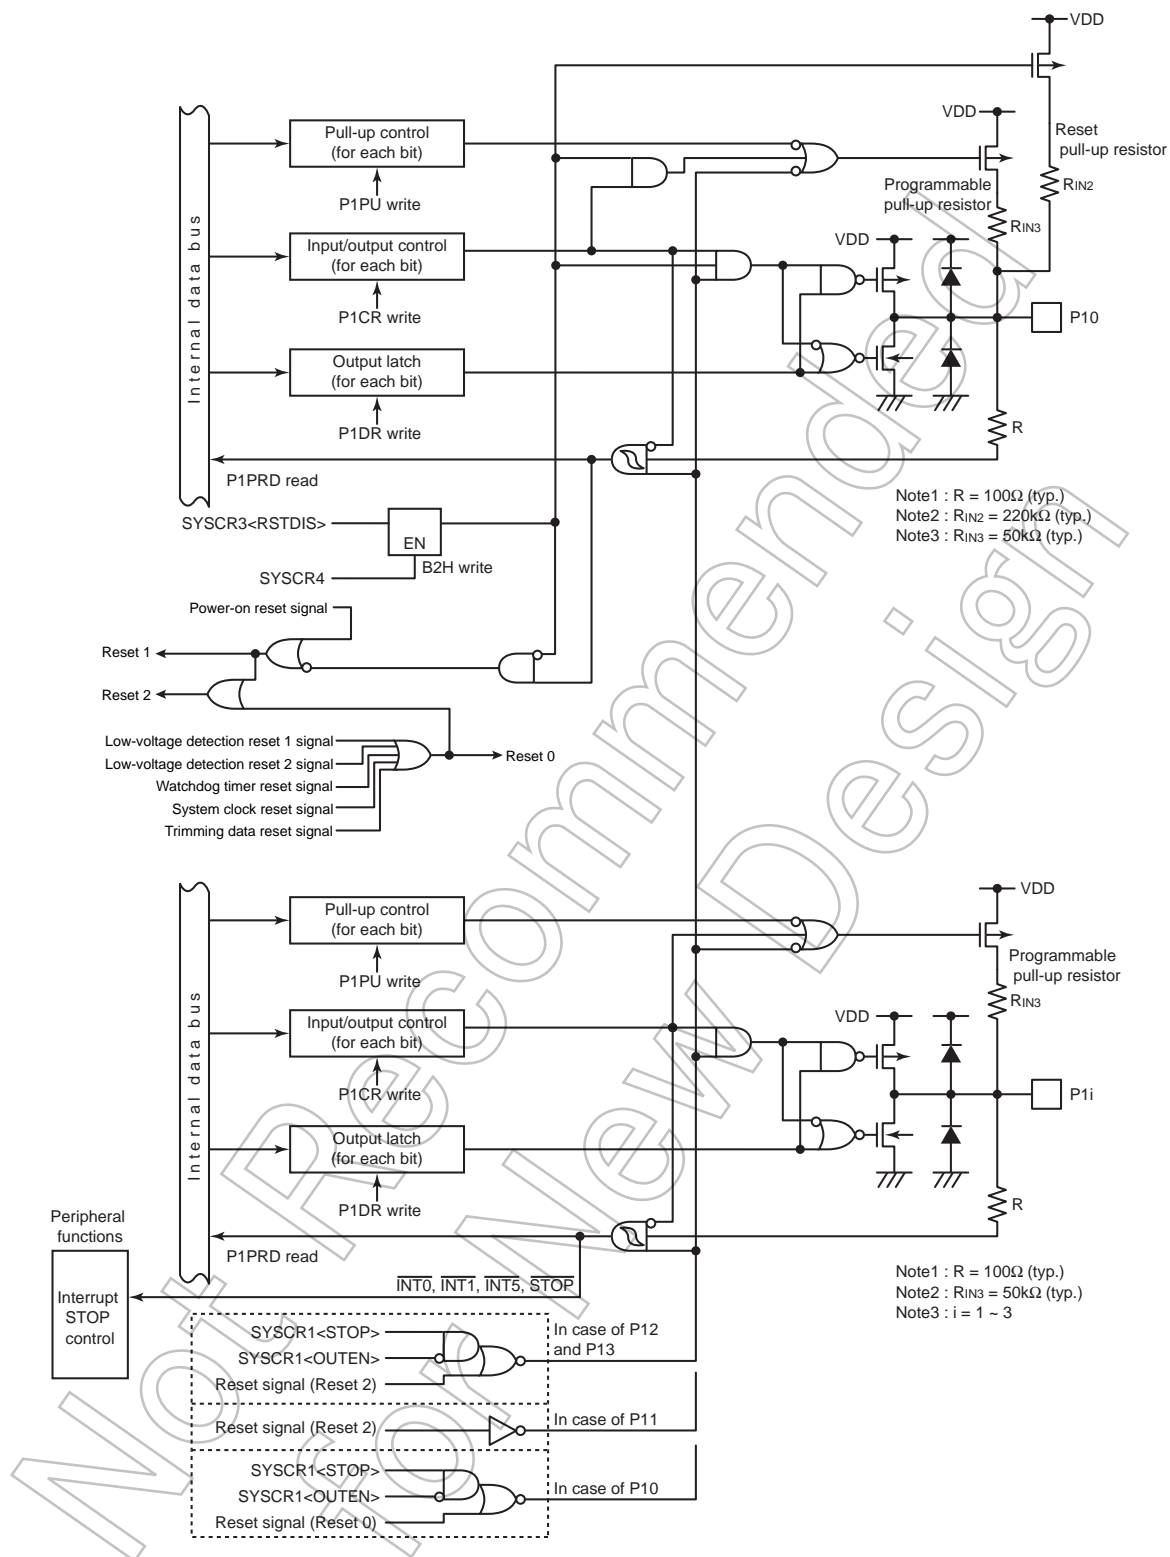 VDD
VDD
Reset
pull-up resistor
Pull-up control
(for each bit)
P1PU write
RIN2
Programmable
pull-up resistor
RIN3
Internal data bus
Input/output control
(for each bit)
P1CR write
VDD
P10
Output latch
(for each bit)
P1DR write
R
P1PRD read
Note1 : R = 100Ω (typ.)
Note2 : RIN2 = 220kΩ (typ.)
Note3 : RIN3 = 50kΩ (typ.)
SYSCR3<RSTDIS>
EN
B2H write
SYSCR4
Power-on reset signal
Reset 1
Reset 2
Low-voltage detection reset 1 signal
Low-voltage detection reset 2 signal
Watchdog timer reset signal
System clock reset signal
Trimming data reset signal
Reset 0
VDD
Pull-up control
(for each bit)
P1PU write
Programmable
pull-up resistor
RIN3
Internal data bus
Input/output control
(for each bit)
P1CR write
VDD
P1i
Output latch
(for each bit)
P1DR write
R
P1PRD read
Peripheral
functions
Interrupt
STOP
control
INT0, INT1, INT5, STOP
Note1 : R = 100Ω (typ.)
Note2 : RIN3 = 50kΩ (typ.)
Note3 : i = 1 ~ 3
SYSCR1<STOP>
SYSCR1<OUTEN>
Reset signal (Reset 2)
In case of P12
and P13
Reset signal (Reset 2)
In case of P11
SYSCR1<STOP>
SYSCR1<OUTEN>
Reset signal (Reset 0)
In case of P10
Not Recommended
for New Design